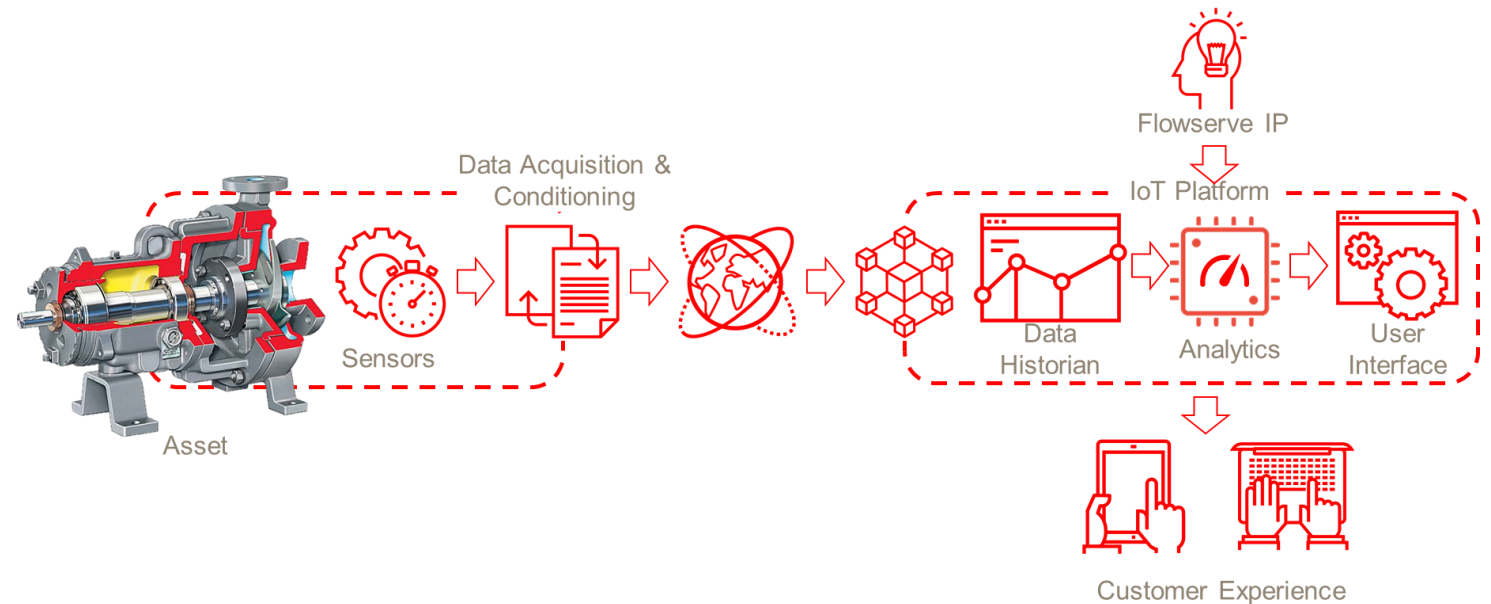 Flowserve IP
Data Acquisition &
Conditioning
IoT Platform
Sensors
Data
Historian
Analytics
User
Interface
Asset
Customer Experience